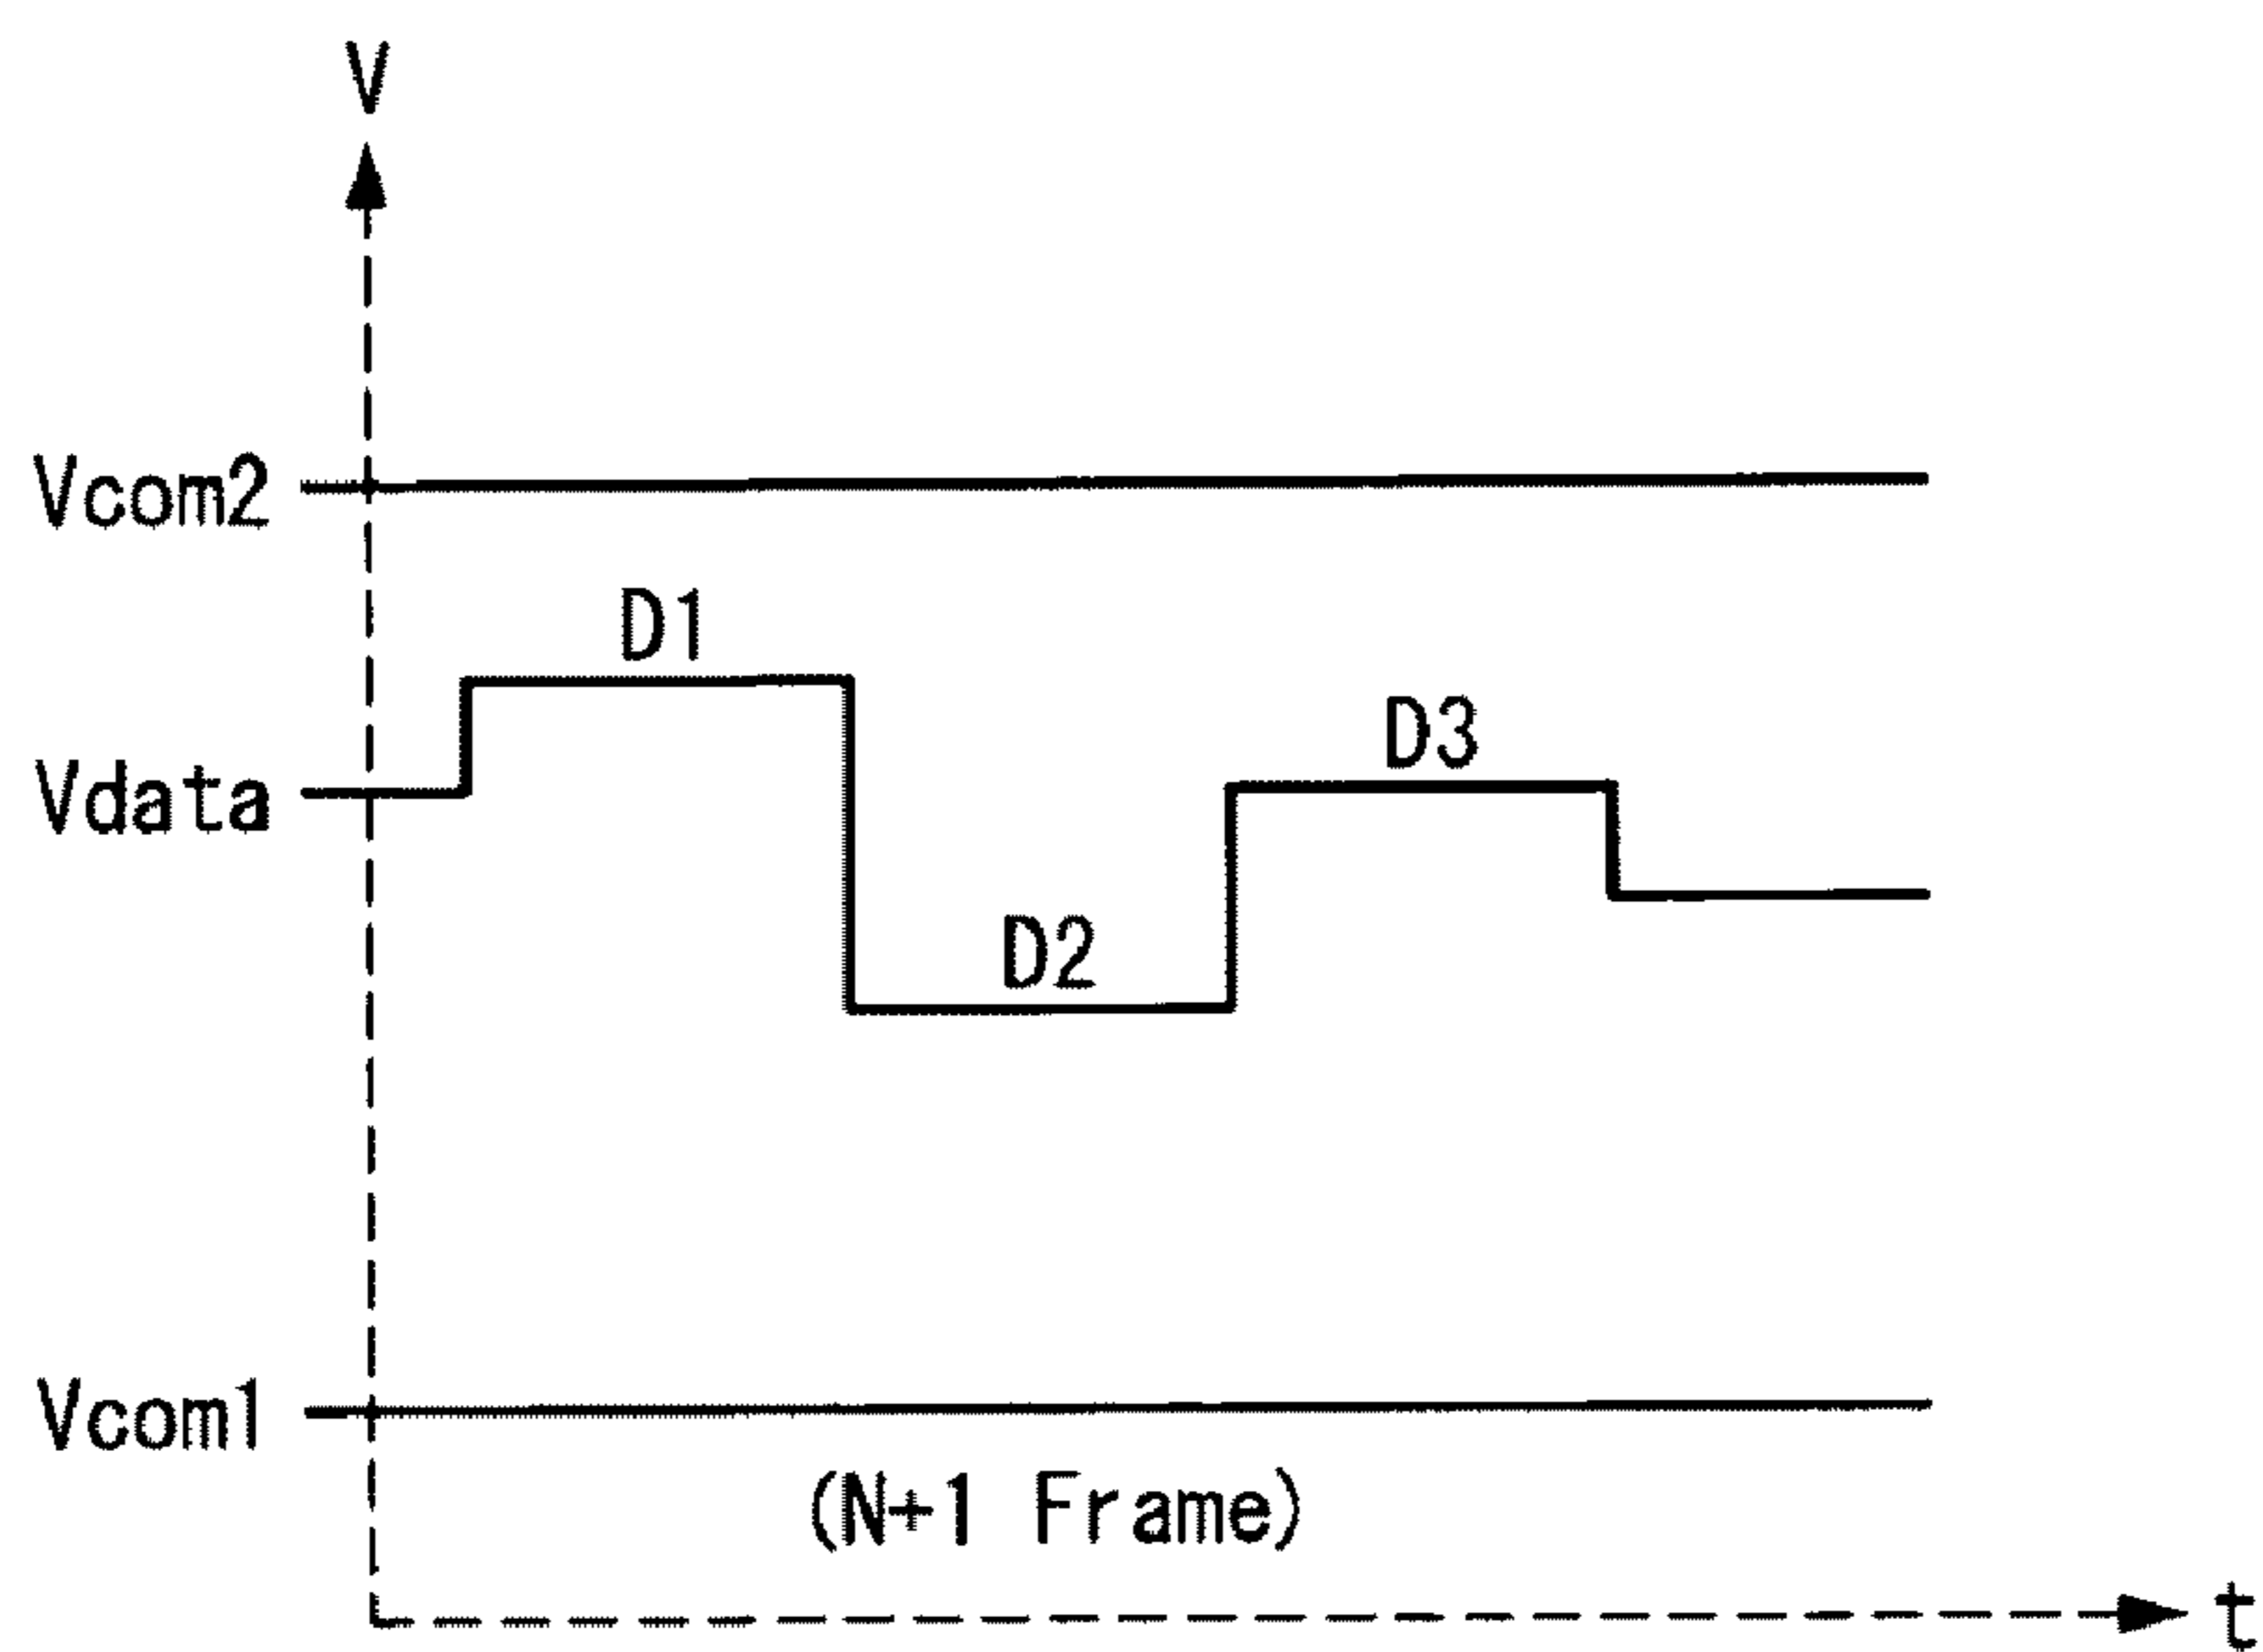 V
Vcom2
D1
D3
Vdata
D2
Vcom1
(N+1 Frame)
t